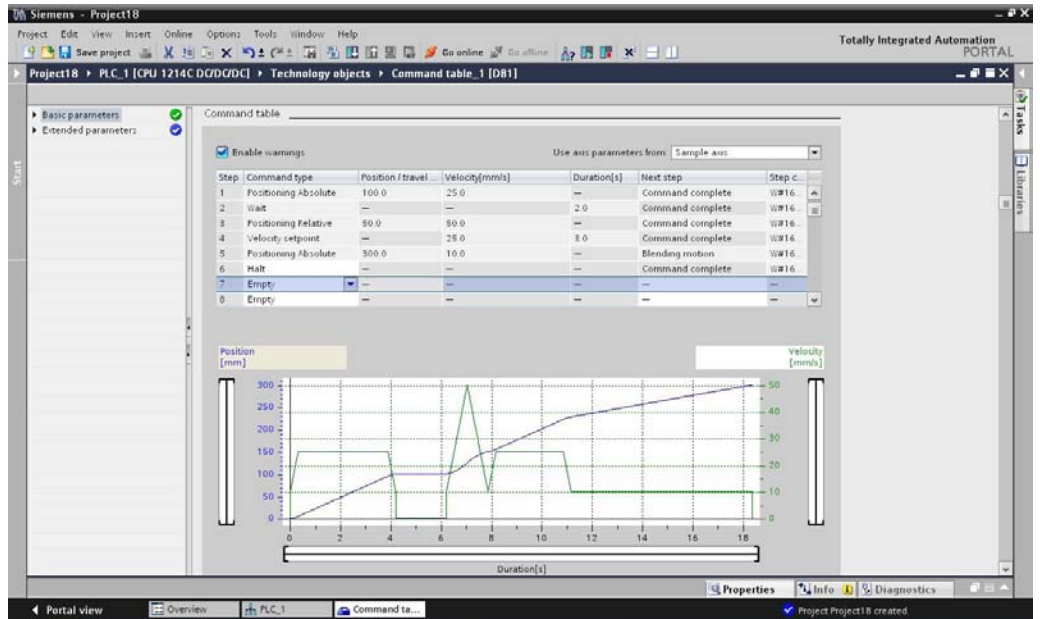 Siemens - Project18
Project Edit View Insert Online Options Tools Window Help
Totally Integrated Automation
PORTAL
Save project Go online Go offline
Project18 PLC_1 [CPU 1214C DC/DC/DC] Technology objects Command table_1 [DB1]
Basic parameters
Extended parameters
Command table
Enable warnings Use axis parameters from: Sample axis
Step Command type Position / travel ... Velocity[mm/s] Duration[s] Next step Step c...
1 Positioning Absolute 100.0 25.0 — Command complete W#16...
2 Wait — — 2.0 Command complete W#16...
3 Positioning Relative 50.0 50.0 — Command complete W#16...
4 Velocity setpoint — 25.0 3.0 Command complete W#16...
5 Positioning Absolute 300.0 10.0 — Blending motion W#16...
6 Halt — — — Command complete W#16...
7 Empty — — — — —
8 Empty — — — — —
Position
[mm]
Velocity
[mm/s]
300 50
250
40
200
30
150
20
100
50 10
0 0
0 2 4 6 8 10 12 14 16 18
Duration[s]
Start
Tasks
Libraries
Properties Info Diagnostics
Portal view Overview PLC_1 Command ta... Project Project18 created